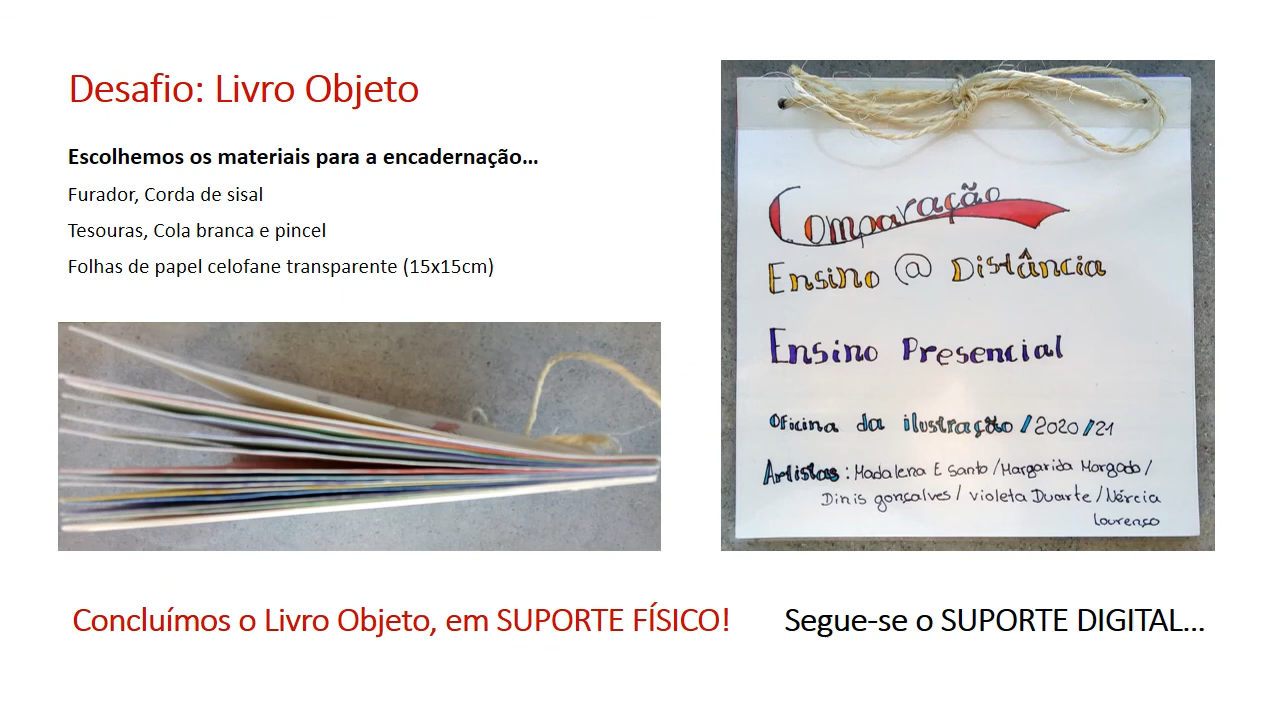 Desafio: Livro Objeto
Escolhemos os materiais para a encadernação...
Furador, Corda de sisal
Tesouras, Cola branca e pincel
Folhas de papel celofane transparente (15x15cm)
Comparação
Ensino @ Distância
Ensino Presencial
Oficina da ilustração/2020/21
Artistas: Madalena E Santo/Margarida Morgado/
Dinis gonçalves/violeta Duarte/Nércia
Lourenço
Concluímos o Livro Objeto, em SUPORTE FÍSICO!
Segue-se o SUPORTE DIGITAL...